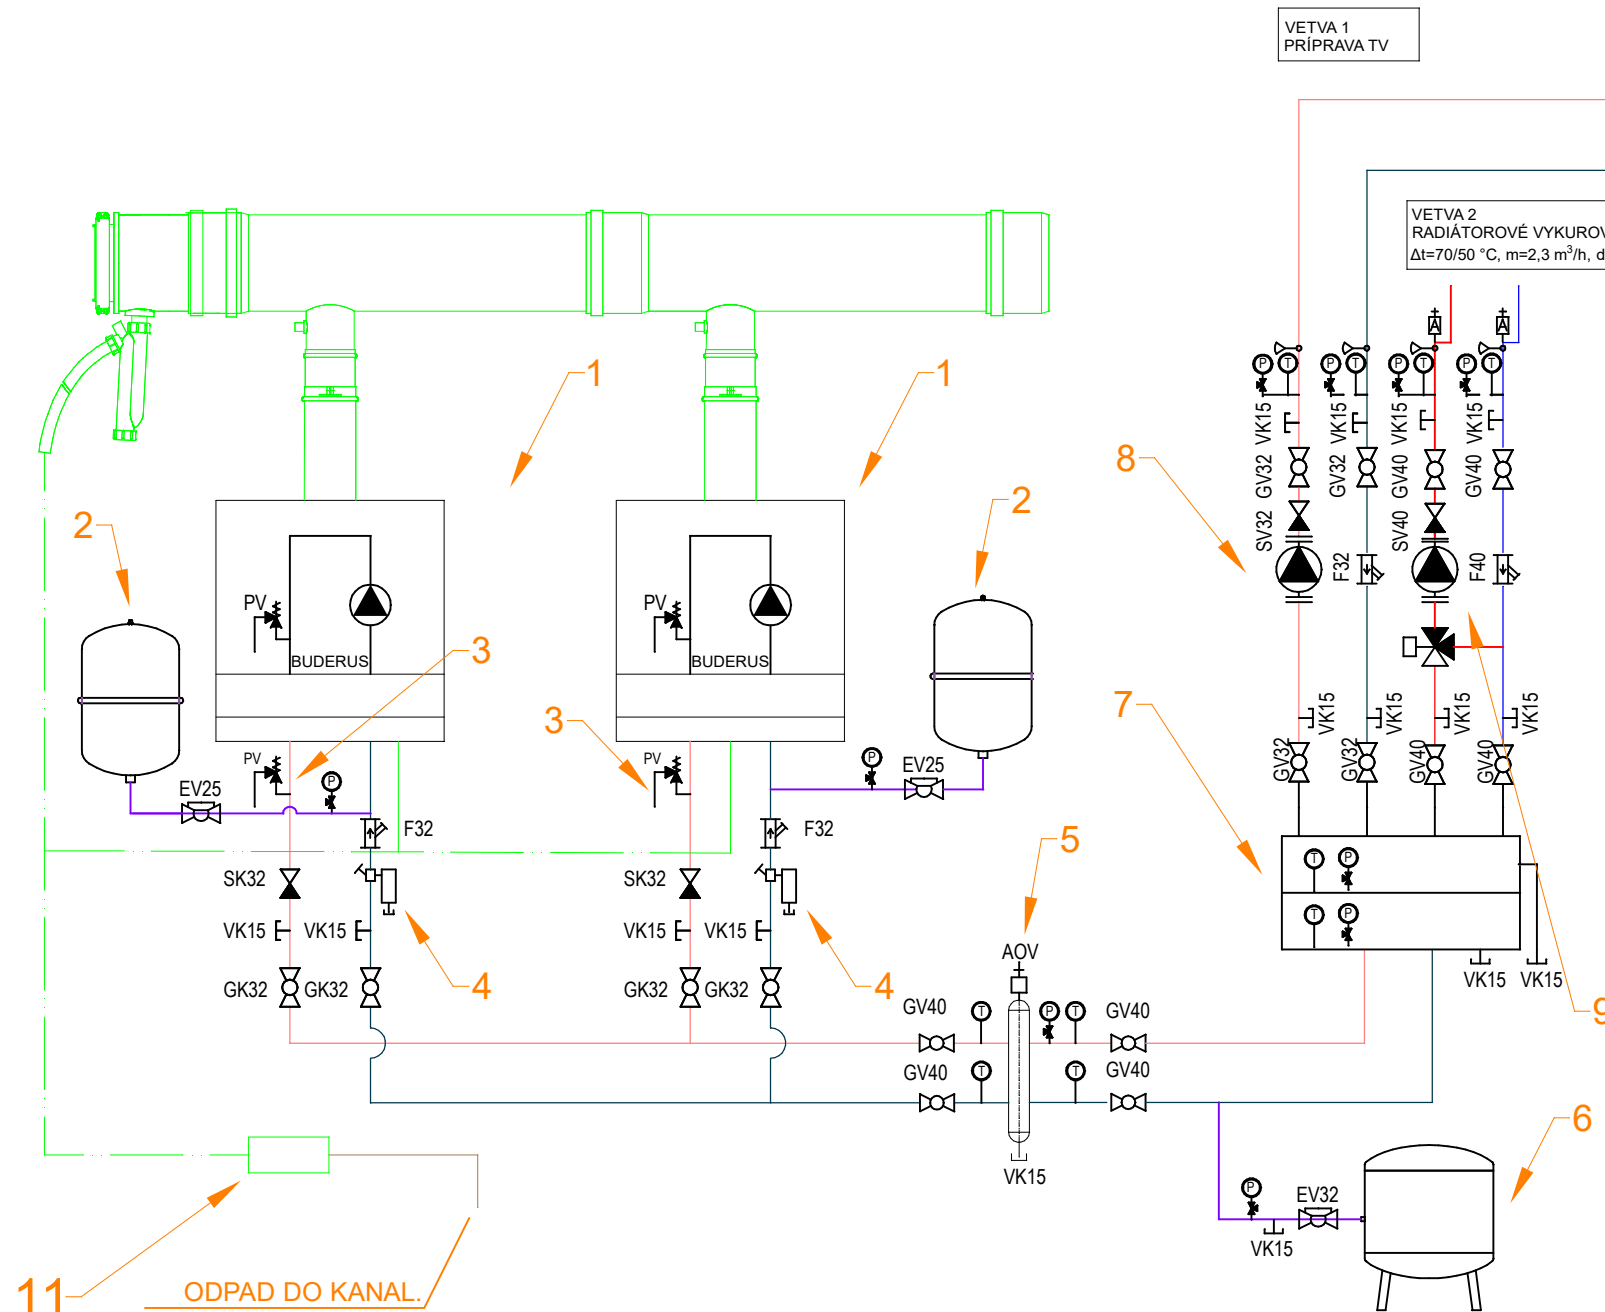 VETVA 1
PRÍPRAVA TV
VETVA 2
RADIÁTOROVÉ VYKUROV
Δt=70/50 °C, m=2,3 m³/h, d
A A
P T P T P T P T
VK15 VK15 VK15 VK15
1 1
8
GV32 GV32 GV40 GV40
2 2
SV32 SV40
F32 F40
PV PV
BUDERUS BUDERUS
3
3
7
VK15 VK15 VK15 VK15
PV PV
GV32 GV32 GV40 GV40
EV25 P
P EV25
F32 F32
5
T P
SK32 SK32
T P
VK15 VK15 VK15 VK15
AOV
4 4
GK32 GK32 GK32 GK32
VK15 VK15
9
GV40 T P T GV40
GV40 T T GV40
6
VK15
P EV32
VK15
11
ODPAD DO KANAL.